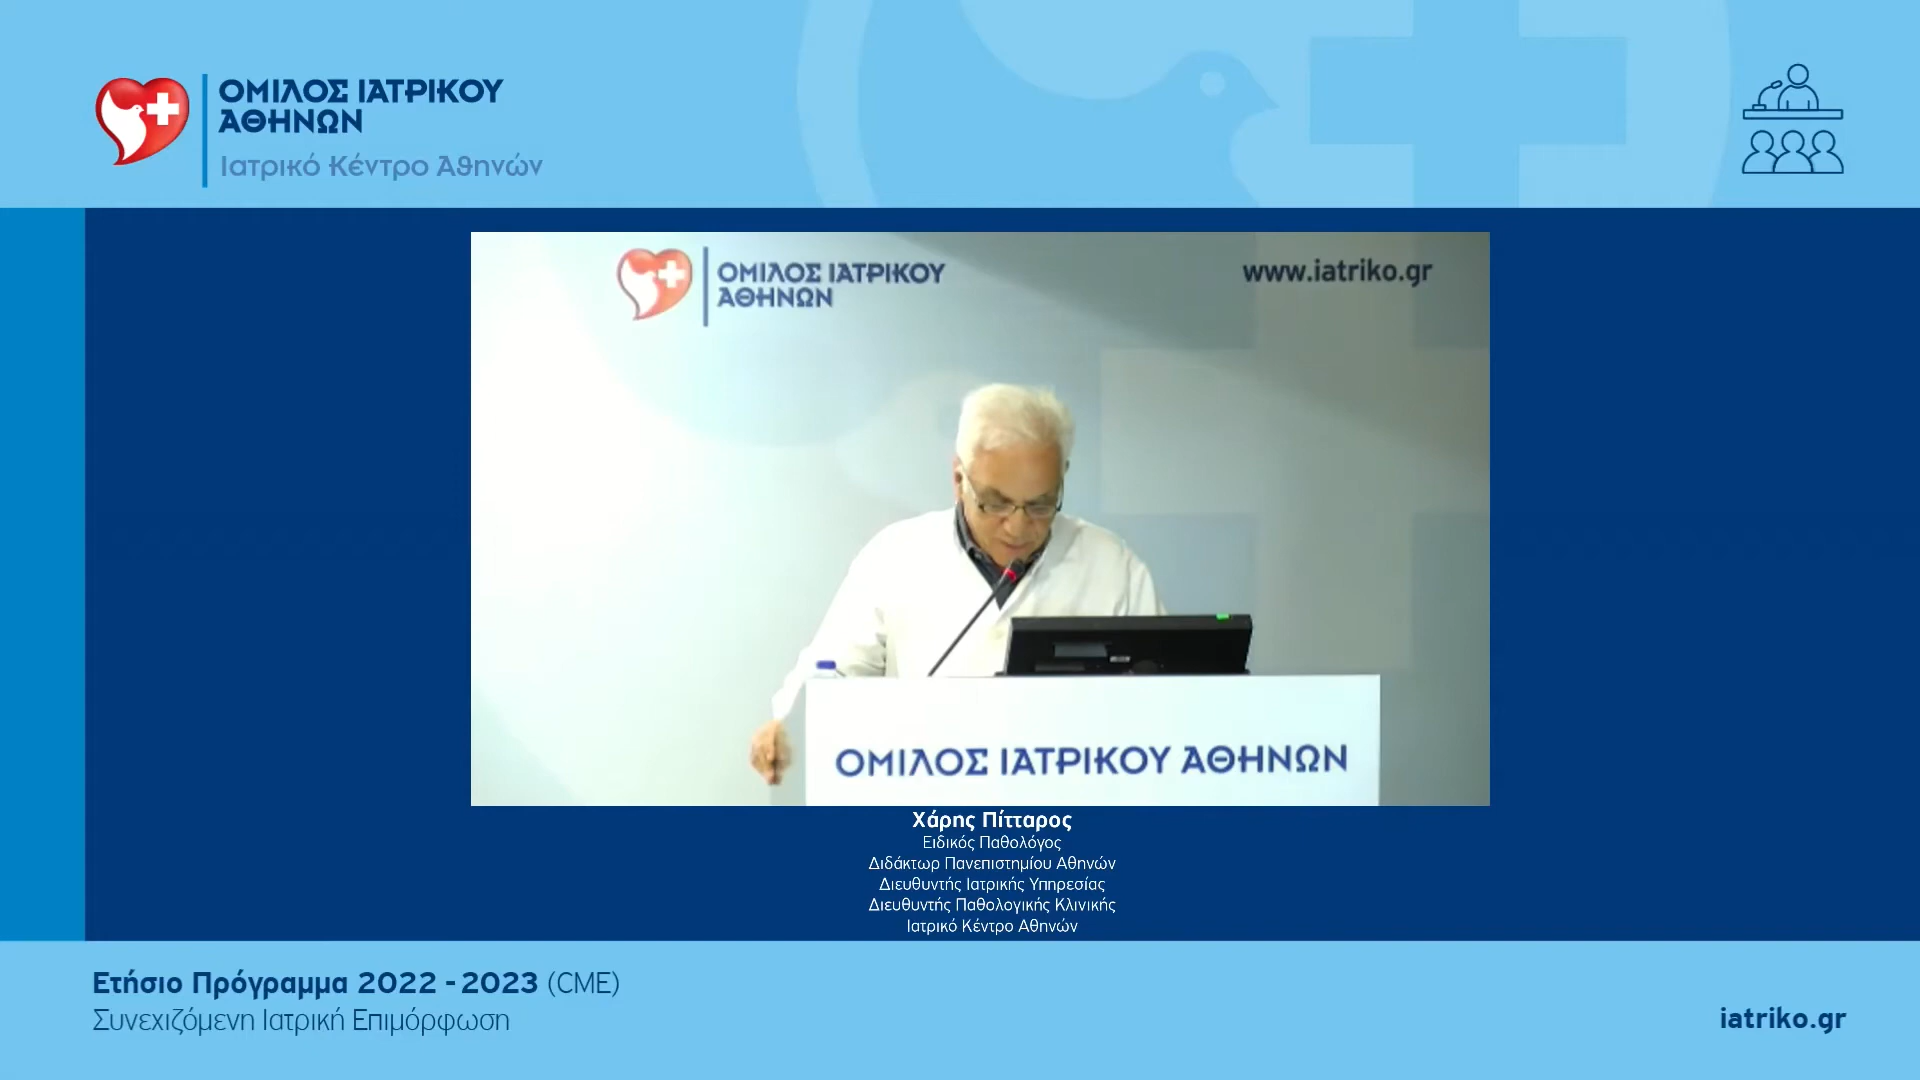 ΟΜΙΛΟΣ ΙΑΤΡΙΚΟΥ
ΑΘΗΝΩΝ
Ιατρικό Κέντρο Αθηνών
ΟΜΙΛΟΣ ΙΑΤΡΙΚΟΥ
ΑΘΗΝΩΝ
www.iatriko.gr
ΟΜΙΛΟΣ ΙΑΤΡΙΚΟΥ ΑΘΗΝΩΝ
Χάρης Πίτταρος
Ειδικός Παθολόγος
Διδάκτωρ Πανεπιστημίου Αθηνών
Διευθυντής Ιατρικής Υπηρεσίας
Διευθυντής Παθολογικής Κλινικής
Ιατρικό Κέντρο Αθηνών
Ετήσιο Πρόγραμμα 2022 - 2023 (CME)
Συνεχιζόμενη Ιατρική Επιμόρφωση
iatriko.gr